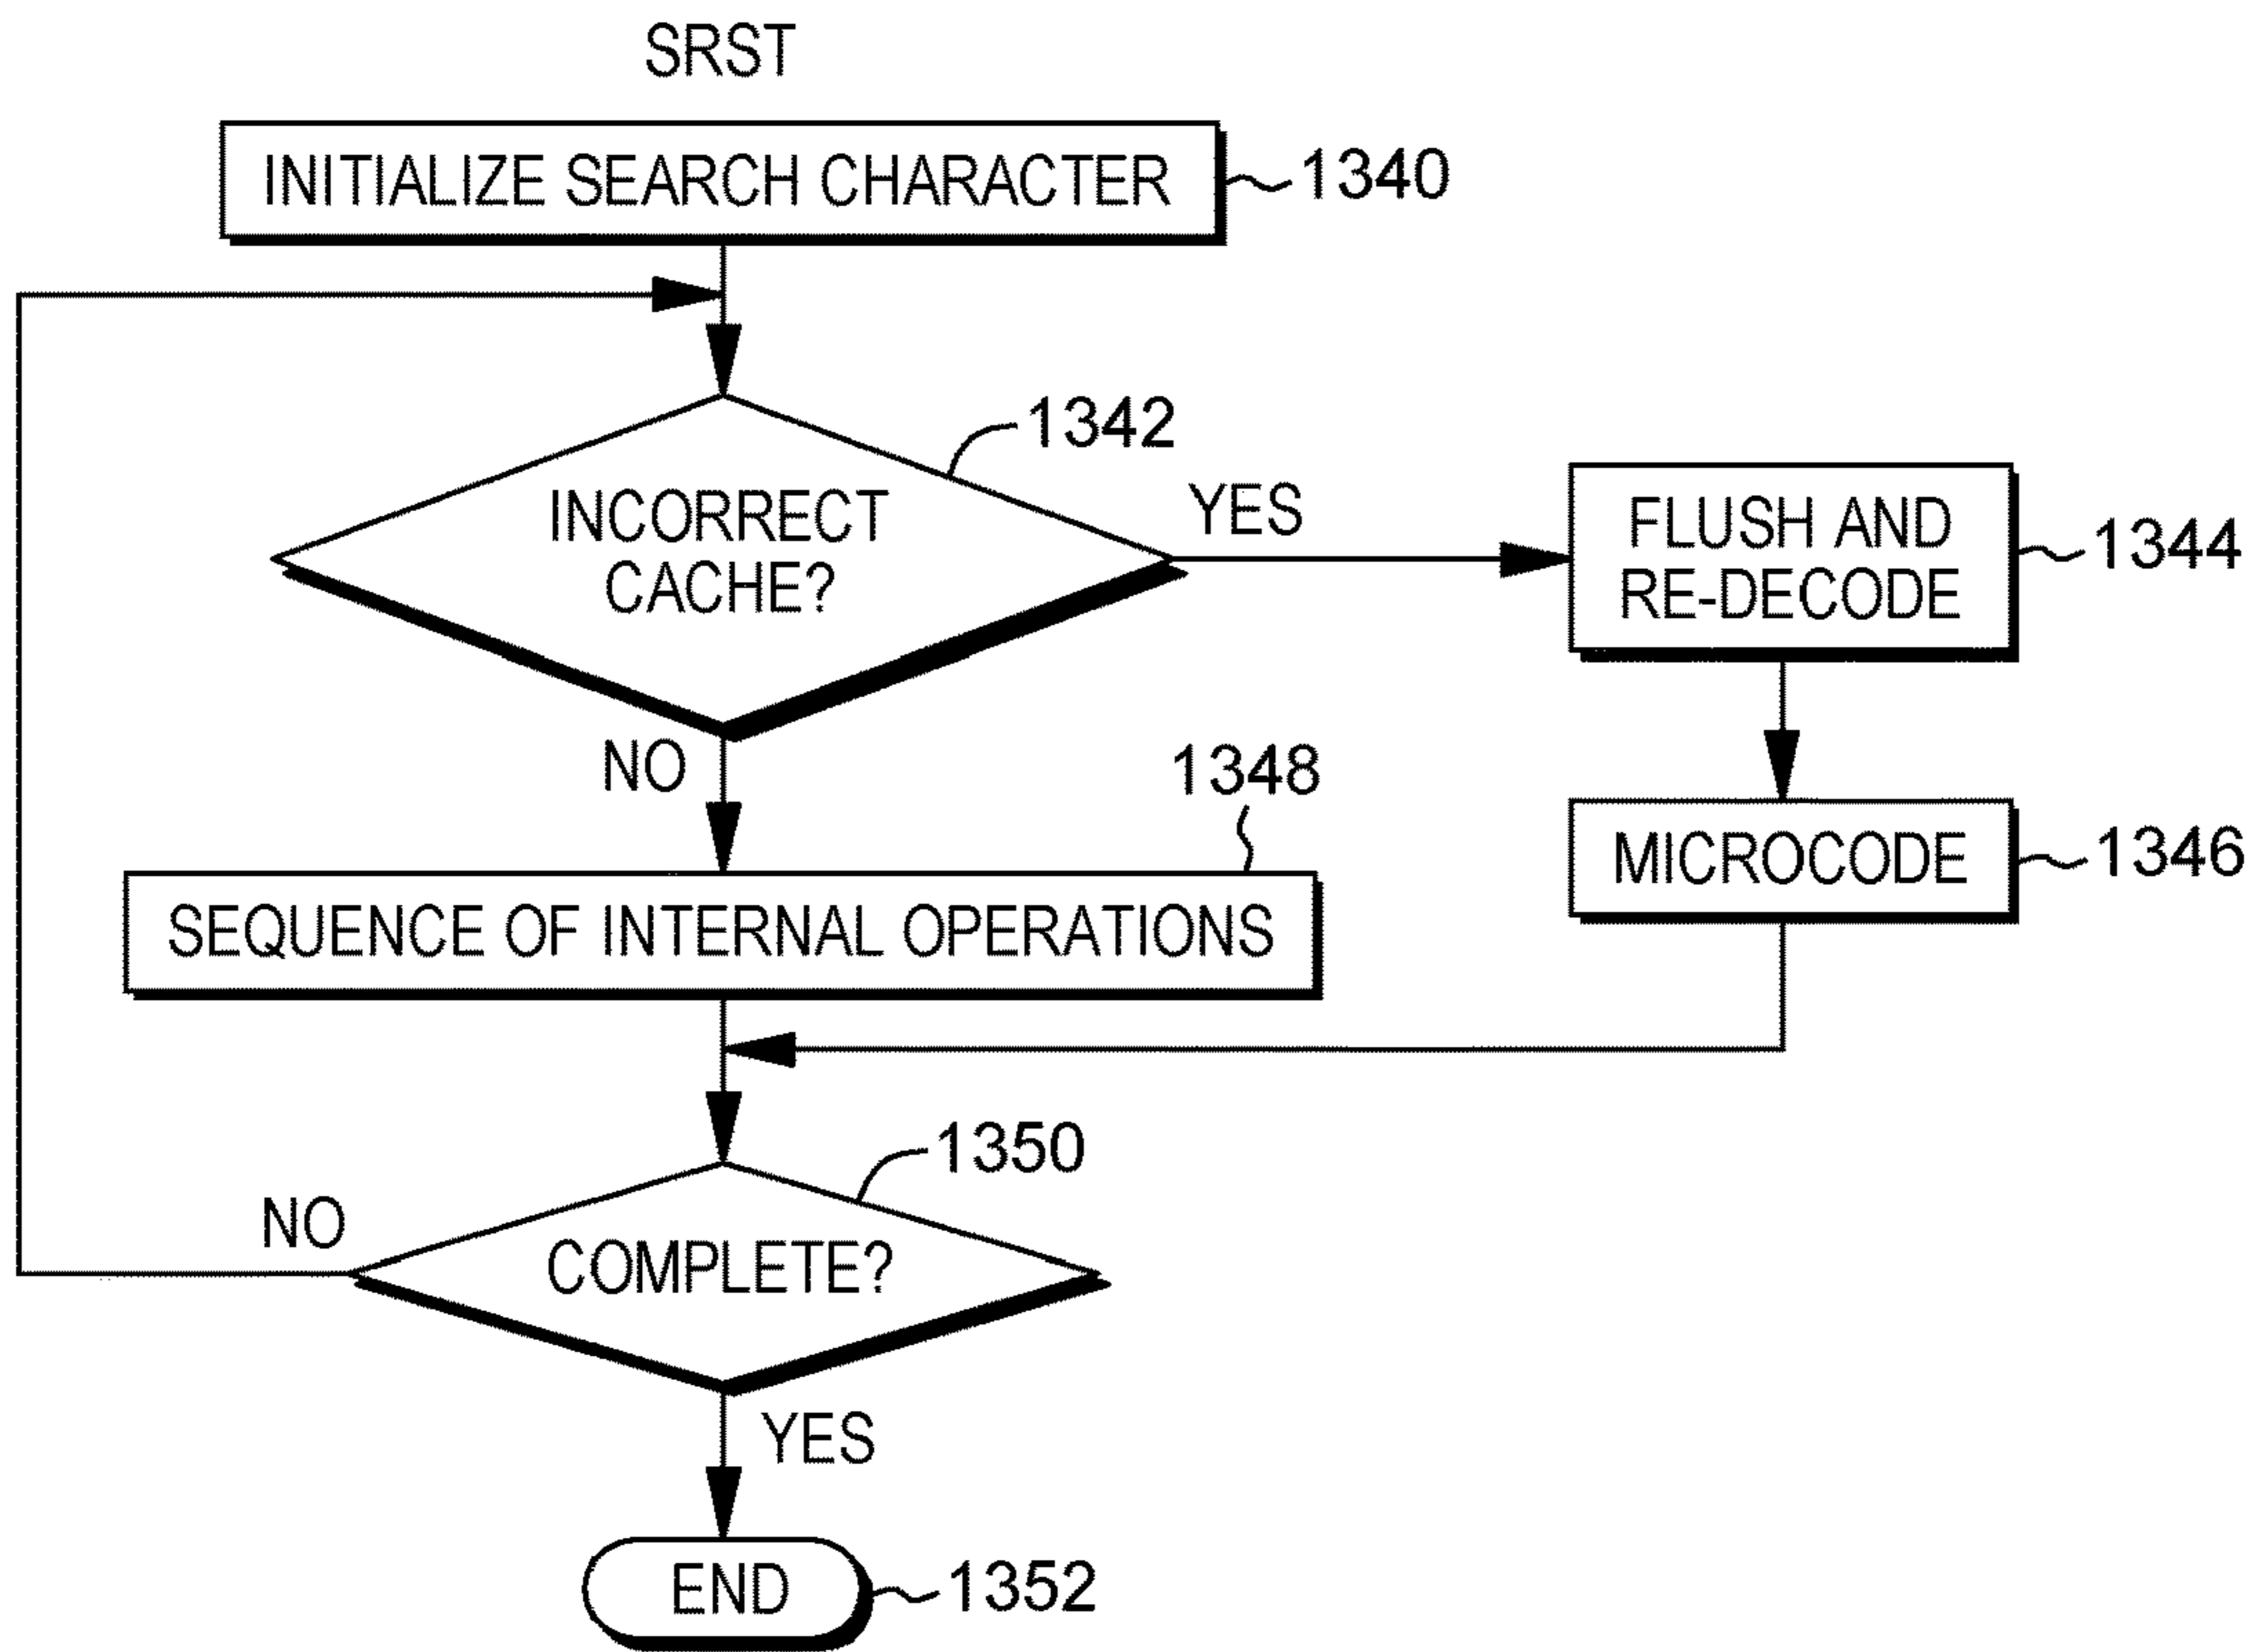 SRST
INITIALIZE SEARCH CHARACTER
1340
1342
INCORRECT
CACHE?
YES
FLUSH AND
RE-DECODE
1344
NO
1348
MICROCODE
1346
SEQUENCE OF INTERNAL OPERATIONS
1350
NO
COMPLETE?
YES
END
1352